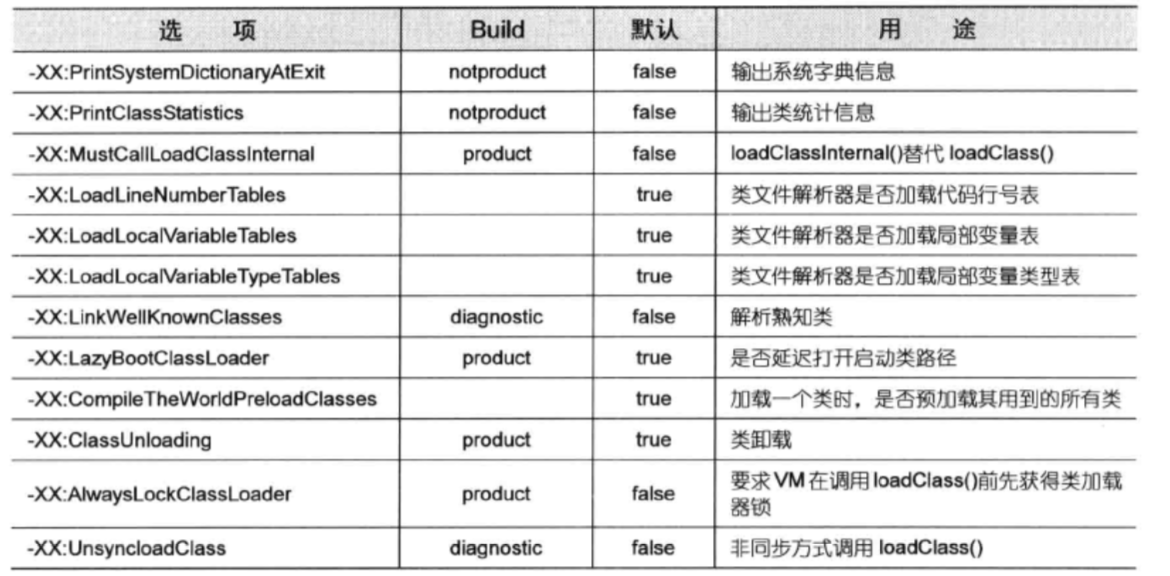 选 项 Build 默认 用 途
-XX:PrintSystemDictionaryAtExit notproduct false 输出系统字典信息
-XX:PrintClassStatistics notproduct false 输出类统计信息
-XX:MustCallLoadClassInternal product false loadClassInternal()替代 loadClass()
-XX:LoadLineNumberTables true 类文件解析器是否加载代码行号表
-XX:LoadLocalVariableTables true 类文件解析器是否加载局部变量表
-XX:LoadLocalVariableTypeTables true 类文件解析器是否加载局部变量类型表
-XX:LinkWellKnownClasses diagnostic false 解析熟知类
-XX:LazyBootClassLoader product true 是否延迟打开启动类路径
-XX:CompileTheWorldPreloadClasses true 加载一个类时，是否预加载其用到的所有类
-XX:ClassUnloading product true 类卸载
-XX:AlwaysLockClassLoader product false 要求 VM 在调用 loadClass()前先获得类加载
器锁
-XX:UnsyncloadClass diagnostic false 非同步方式调用 loadClass()